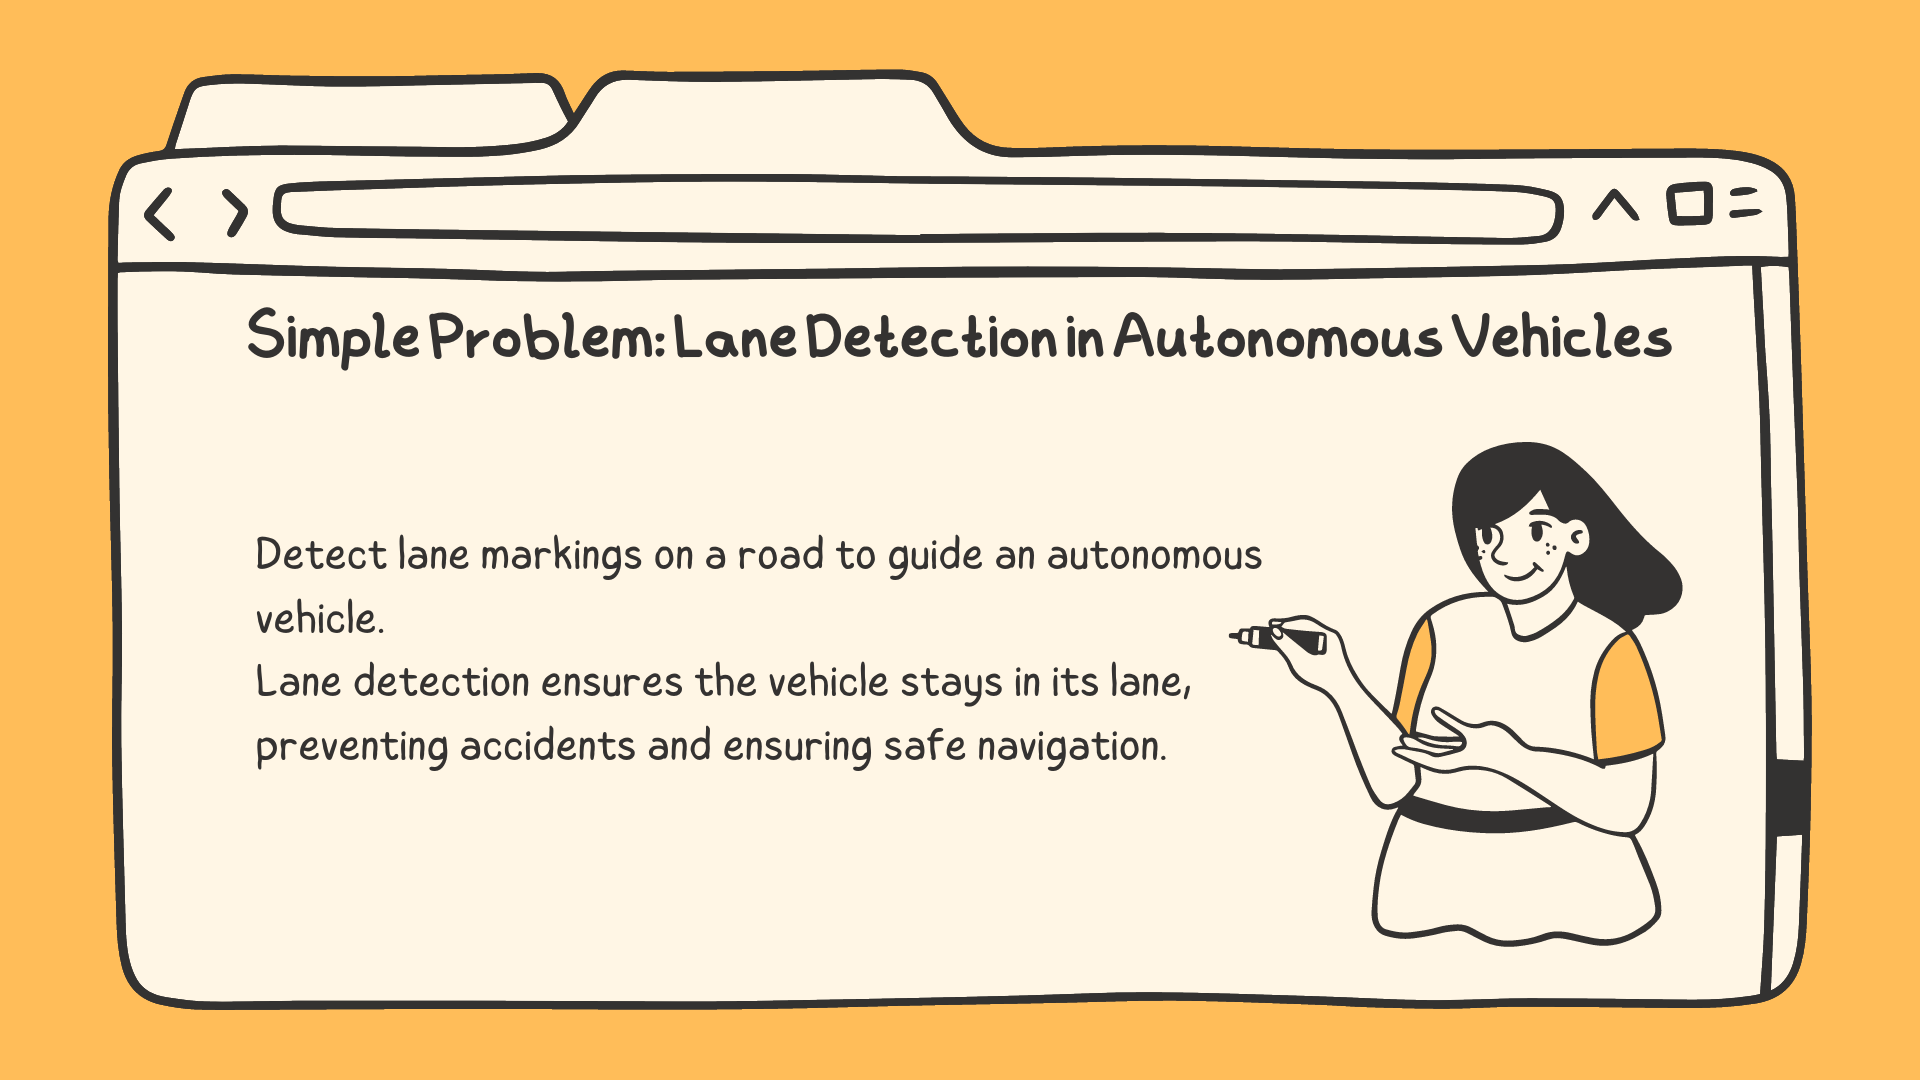 Simple Problem: Lane Detection in Autonomous Vehicles
Detect lane markings on a road to guide an autonomous
vehicle.
Lane detection ensures the vehicle stays in its lane,
preventing accidents and ensuring safe navigation.